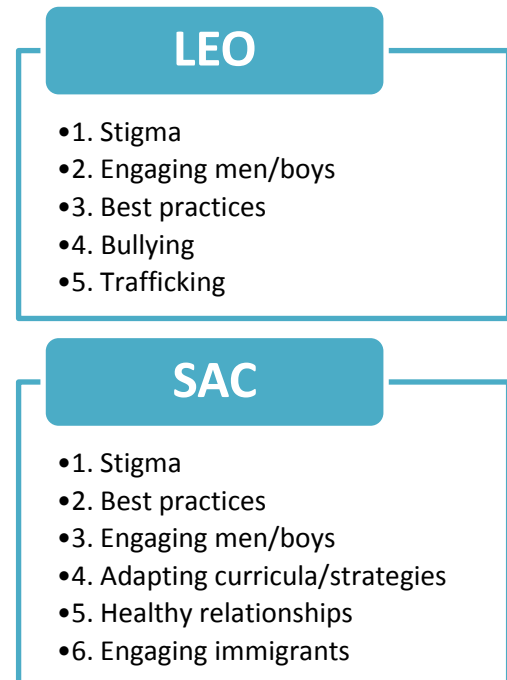 LEO
•1. Stigma
•2. Engaging men/boys
•3. Best practices
•4. Bullying
•5. Trafficking
SAC
•1. Stigma
•2. Best practices
•3. Engaging men/boys
•4. Adapting curricula/strategies
•5. Healthy relationships
•6. Engaging immigrants